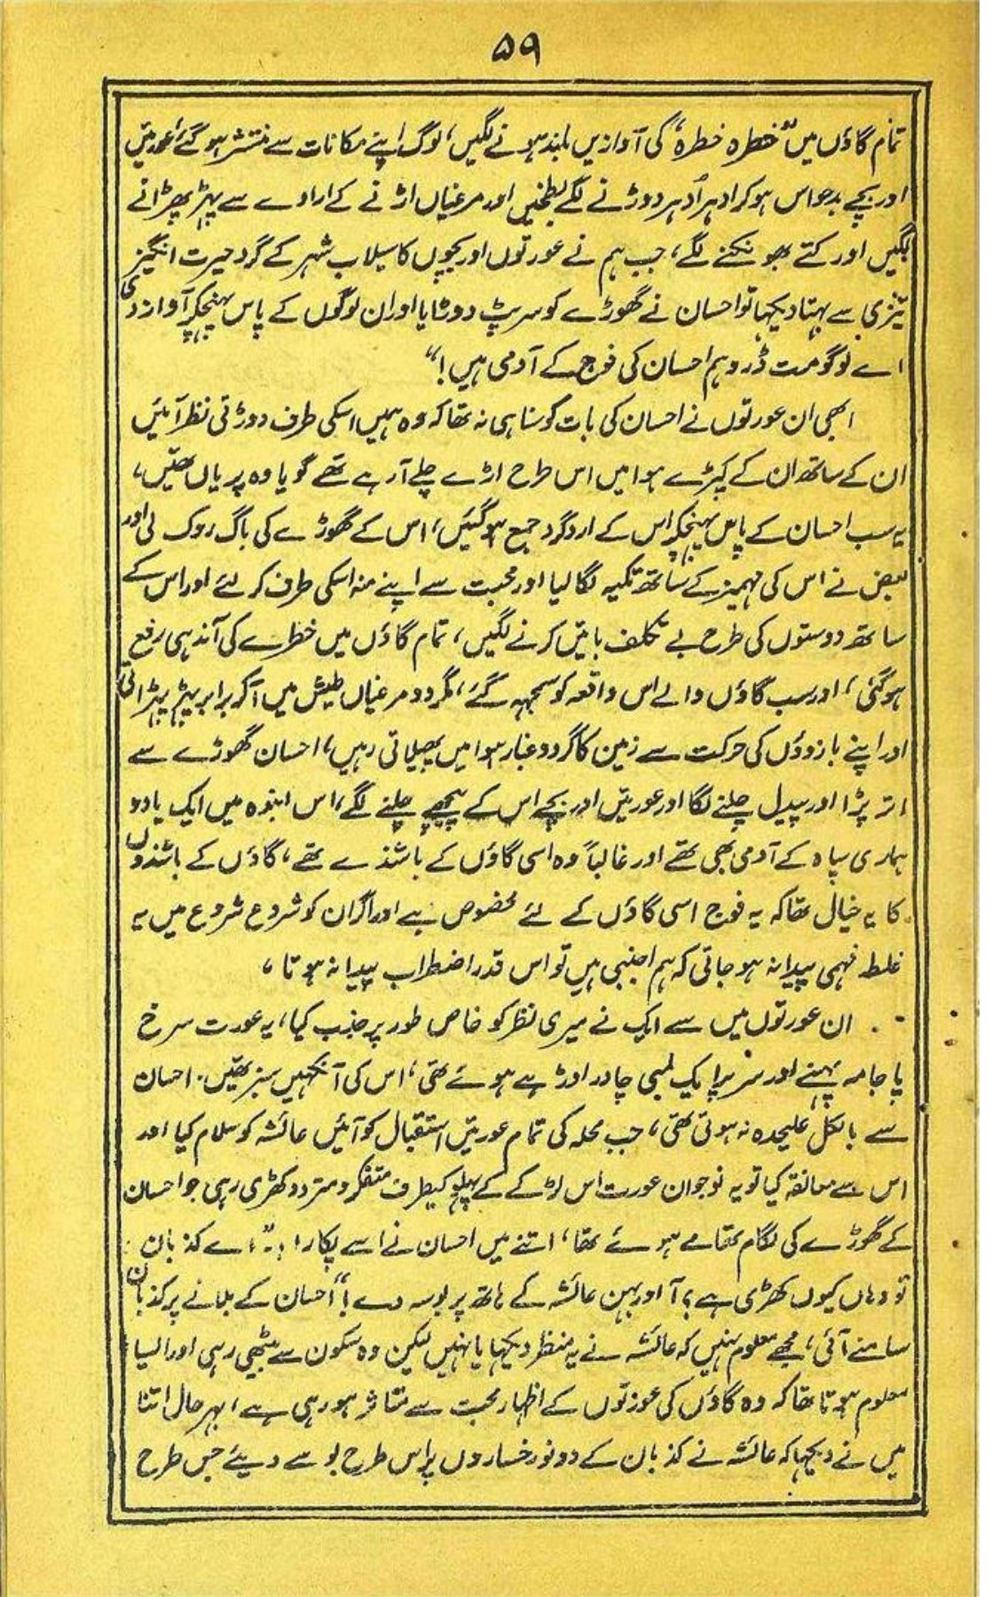 ۵۹
تمام گاؤں میں "خطرہ خطرہ" کی آوازیں بلند ہونے لگیں، لوگ اپنے مکانات سے منتشر ہو گئے، عورتیں
اور بچے بدحواس ہو کر ادہر اُدہر دوڑنے لگے بطخیں اور مرغیاں اڑنے کے ارادے سے پھڑپھڑانے
لگیں اور کتے بھونکنے لگے، جب ہم نے عورتوں اور بچوں کا سیلاب شہر کے گرد حیرت انگیز
تیزی سے بہتا دیکہا تو احسان نے گھوڑے کو سرپٹ دوڑایا اور ان لوگوں کے پاس پہنچکر آواز دی
اے لوگو مت ڈرو ہم احسان کی فوج کے آدمی ہیں!"
ابھی ان عورتوں نے احسان کی بات کو سنا ہی نہ تھا کہ وہ ہمیں اسکی طرف دوڑتی نظر آئیں
ان کے ساتھ ان کے کپڑے ہوا میں اس طرح اڑے چلے آ رہے تھے گویا وہ پریاں تھیں،
یہ سب احسان کے پاس پہنچکر اس کے ارد گرد جمع ہو گئیں، اس کے گھوڑے کی باگ روک لی اور
بعض نے اس کی مہمیز کے ساتھ تکیہ لگا لیا اور محبت سے اپنے منہ اسکی طرف کر لئے اور اس کے
ساتھ دوستوں کی طرح بے تکلف باتیں کرنے لگیں، تمام گاؤں میں خطرے کی آندہی رفع
ہو گئی، اور سب گاؤں والے اس واقعہ کو سمجہہ گئے، مگر دو مرغیاں طیش میں آ کر برابر پھڑپھڑاتی
اور اپنے بازوؤں کی حرکت سے زمین کا گرد و غبار ہوا میں پھیلاتی رہیں، احسان گھوڑے سے
اتر پڑا اور پیدل چلنے لگا اور عورتیں اور بچے اس کے پیچھے چلنے لگے، اس انبوہ میں ایک یا دو
ہماری سپاہ کے آدمی بھی تھے اور غالباً وہ اسی گاؤں کے باشندے تھے، گاؤں کے باشندوں
کا یہ خیال تھا کہ یہ فوج اسی گاؤں کے لئے مخصوص ہے اور اگر ان کو شروع شروع میں یہ
غلط فہمی پیدا نہ ہو جاتی کہ ہم اجنبی ہیں تو اس قدر اضطراب پیدا نہ ہوتا،
ان عورتوں میں سے ایک نے میری نظر کو خاص طور پر جذب کیا، یہ عورت سرخ
پاجامہ پہنے اور سر پر ایک لمبی چادر اوڑھے ہوئے تھی، اس کی آنکھیں سبز تھیں۔ احسان
سے بالکل علیحدہ نہ ہوتی تھی، جب محلہ کی تمام عورتیں استقبال کو آئیں عائشہ کو سلام کیا اور
اس سے معانقہ کیا تو یہ نوجوان عورت اس لڑکے کے پہلو کیطرف متفکر و متردد کھڑی رہی جو احسان
کے گھوڑے کی لگام تھامے ہوئے تھا، اتنے میں احسان نے اسے پکارا:۔ "اے کذبان
تو وہاں کیوں کھڑی ہے؟ آ اور بہن عائشہ کے ہاتھ پر بوسہ دے!" احسان کے بلانے پر کذبان
سامنے آئی، مجھے معلوم نہیں کہ عائشہ نے یہ منظر دیکہا یا نہیں لیکن وہ سکون سے بیٹھی رہی اور ایسا
معلوم ہوتا تھا کہ وہ گاؤں کی عورتوں کے اظہار محبت سے متاثر ہو رہی ہے، بہرحال اتنا
میں نے دیکہا کہ عائشہ نے کذبان کے دونو رخساروں پر اس طرح بوسے دیئے جس طرح